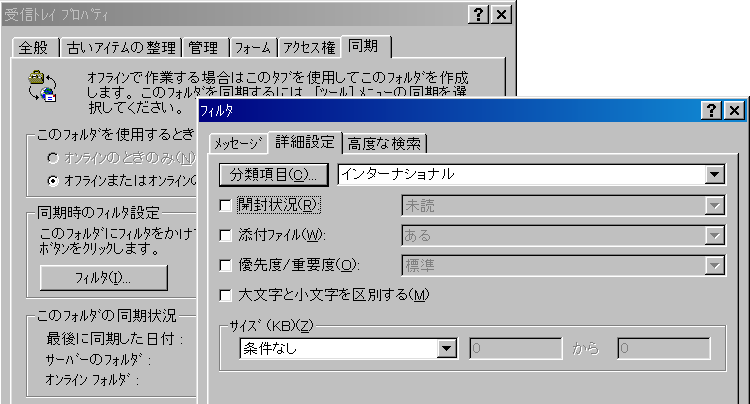 受信トレイ プロパティ
全般 古いアイテムの整理 管理 フォーム アクセス権 同期
オフラインで作業する場合はこのタブを使用してこのフォルダを作成
します。このフォルダを同期するには、[ツール] メニューの同期を選
択してください。
このフォルダを使用するとき
オンラインのときのみ(N)
オフラインまたはオンラインの
同期時のフィルタ設定
このフォルダにフィルタをかけて
ボタンをクリックします。
フィルタ(I)...
このフォルダの同期状況
最後に同期した日付:
サーバーのフォルダ:
オンライン フォルダ:
フィルタ
メッセージ 詳細設定 高度な検索
分類項目(C)... インターナショナル
開封状況(R) 未読
添付ファイル(W): ある
優先度/重要度(O): 標準
大文字と小文字を区別する(M)
サイズ(KB)(Z)
条件なし 0 から 0